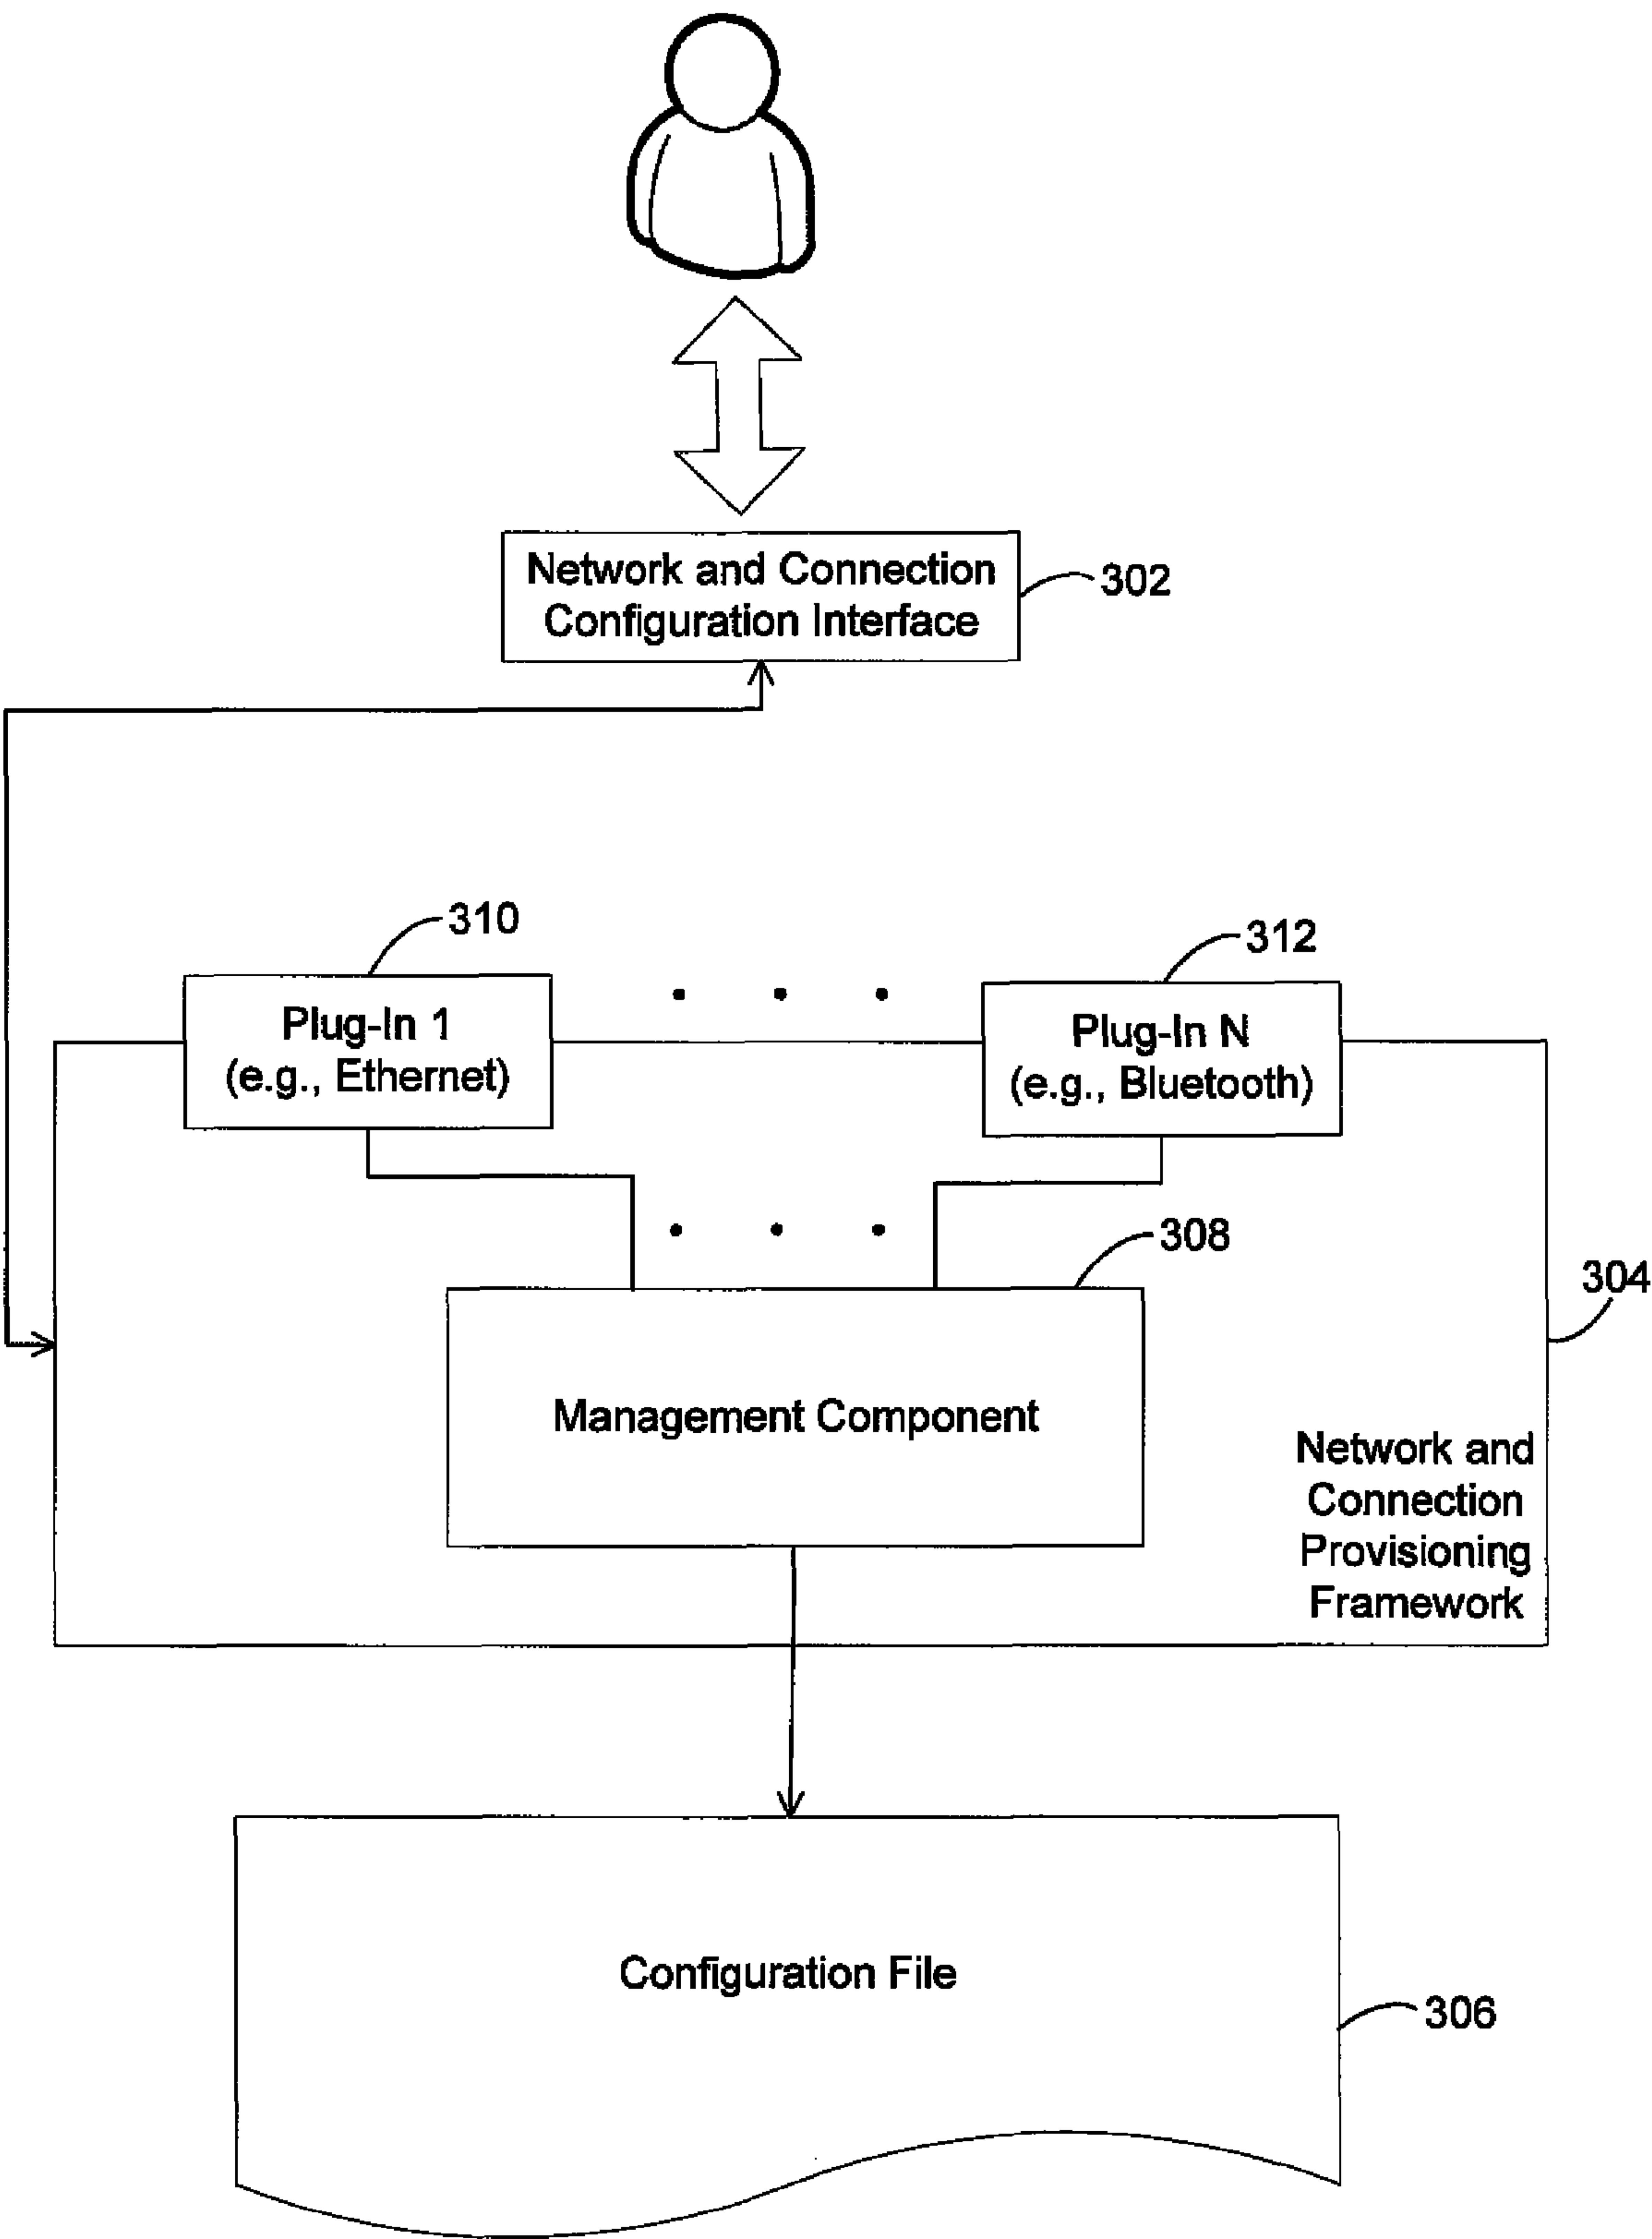 Network and Connection
Configuration Interface
302
310
312
Plug-In 1
(e.g., Ethernet)
Plug-In N
(e.g., Bluetooth)
308
304
Management Component
Network and
Connection
Provisioning
Framework
Configuration File
306